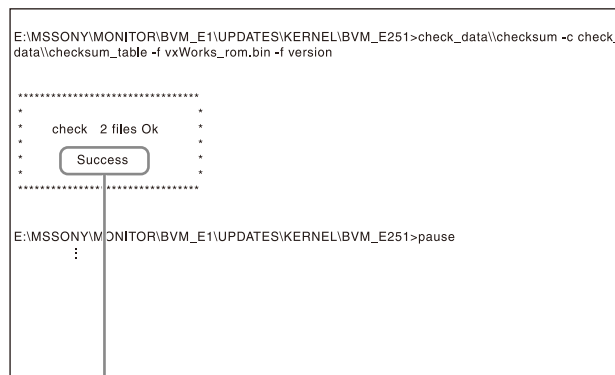 E:\MSSONY\MONITOR\BVM_E1\UPDATES\KERNEL\BVM_E251>check_data\\checksum -c check_
data\\checksum_table -f vxWorks_rom.bin -f version
*********************************
* *
* check 2 files Ok *
* *
* Success *
* *
*********************************
E:\MSSONY\MONITOR\BVM_E1\UPDATES\KERNEL\BVM_E251>pause
⋮